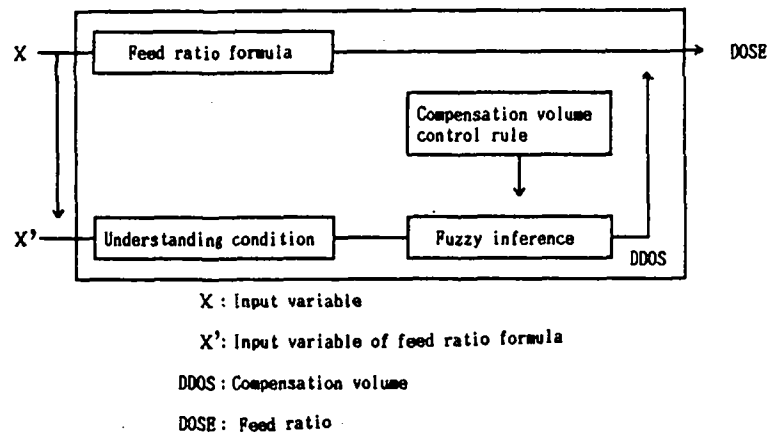 X
Feed ratio formula
DOSE
Compensation volume
control rule
X'
Understanding condition
Fuzzy inference
DDOS
X : Input variable
X': Input variable of feed ratio formula
DDOS : Compensation volume
DOSE : Feed ratio